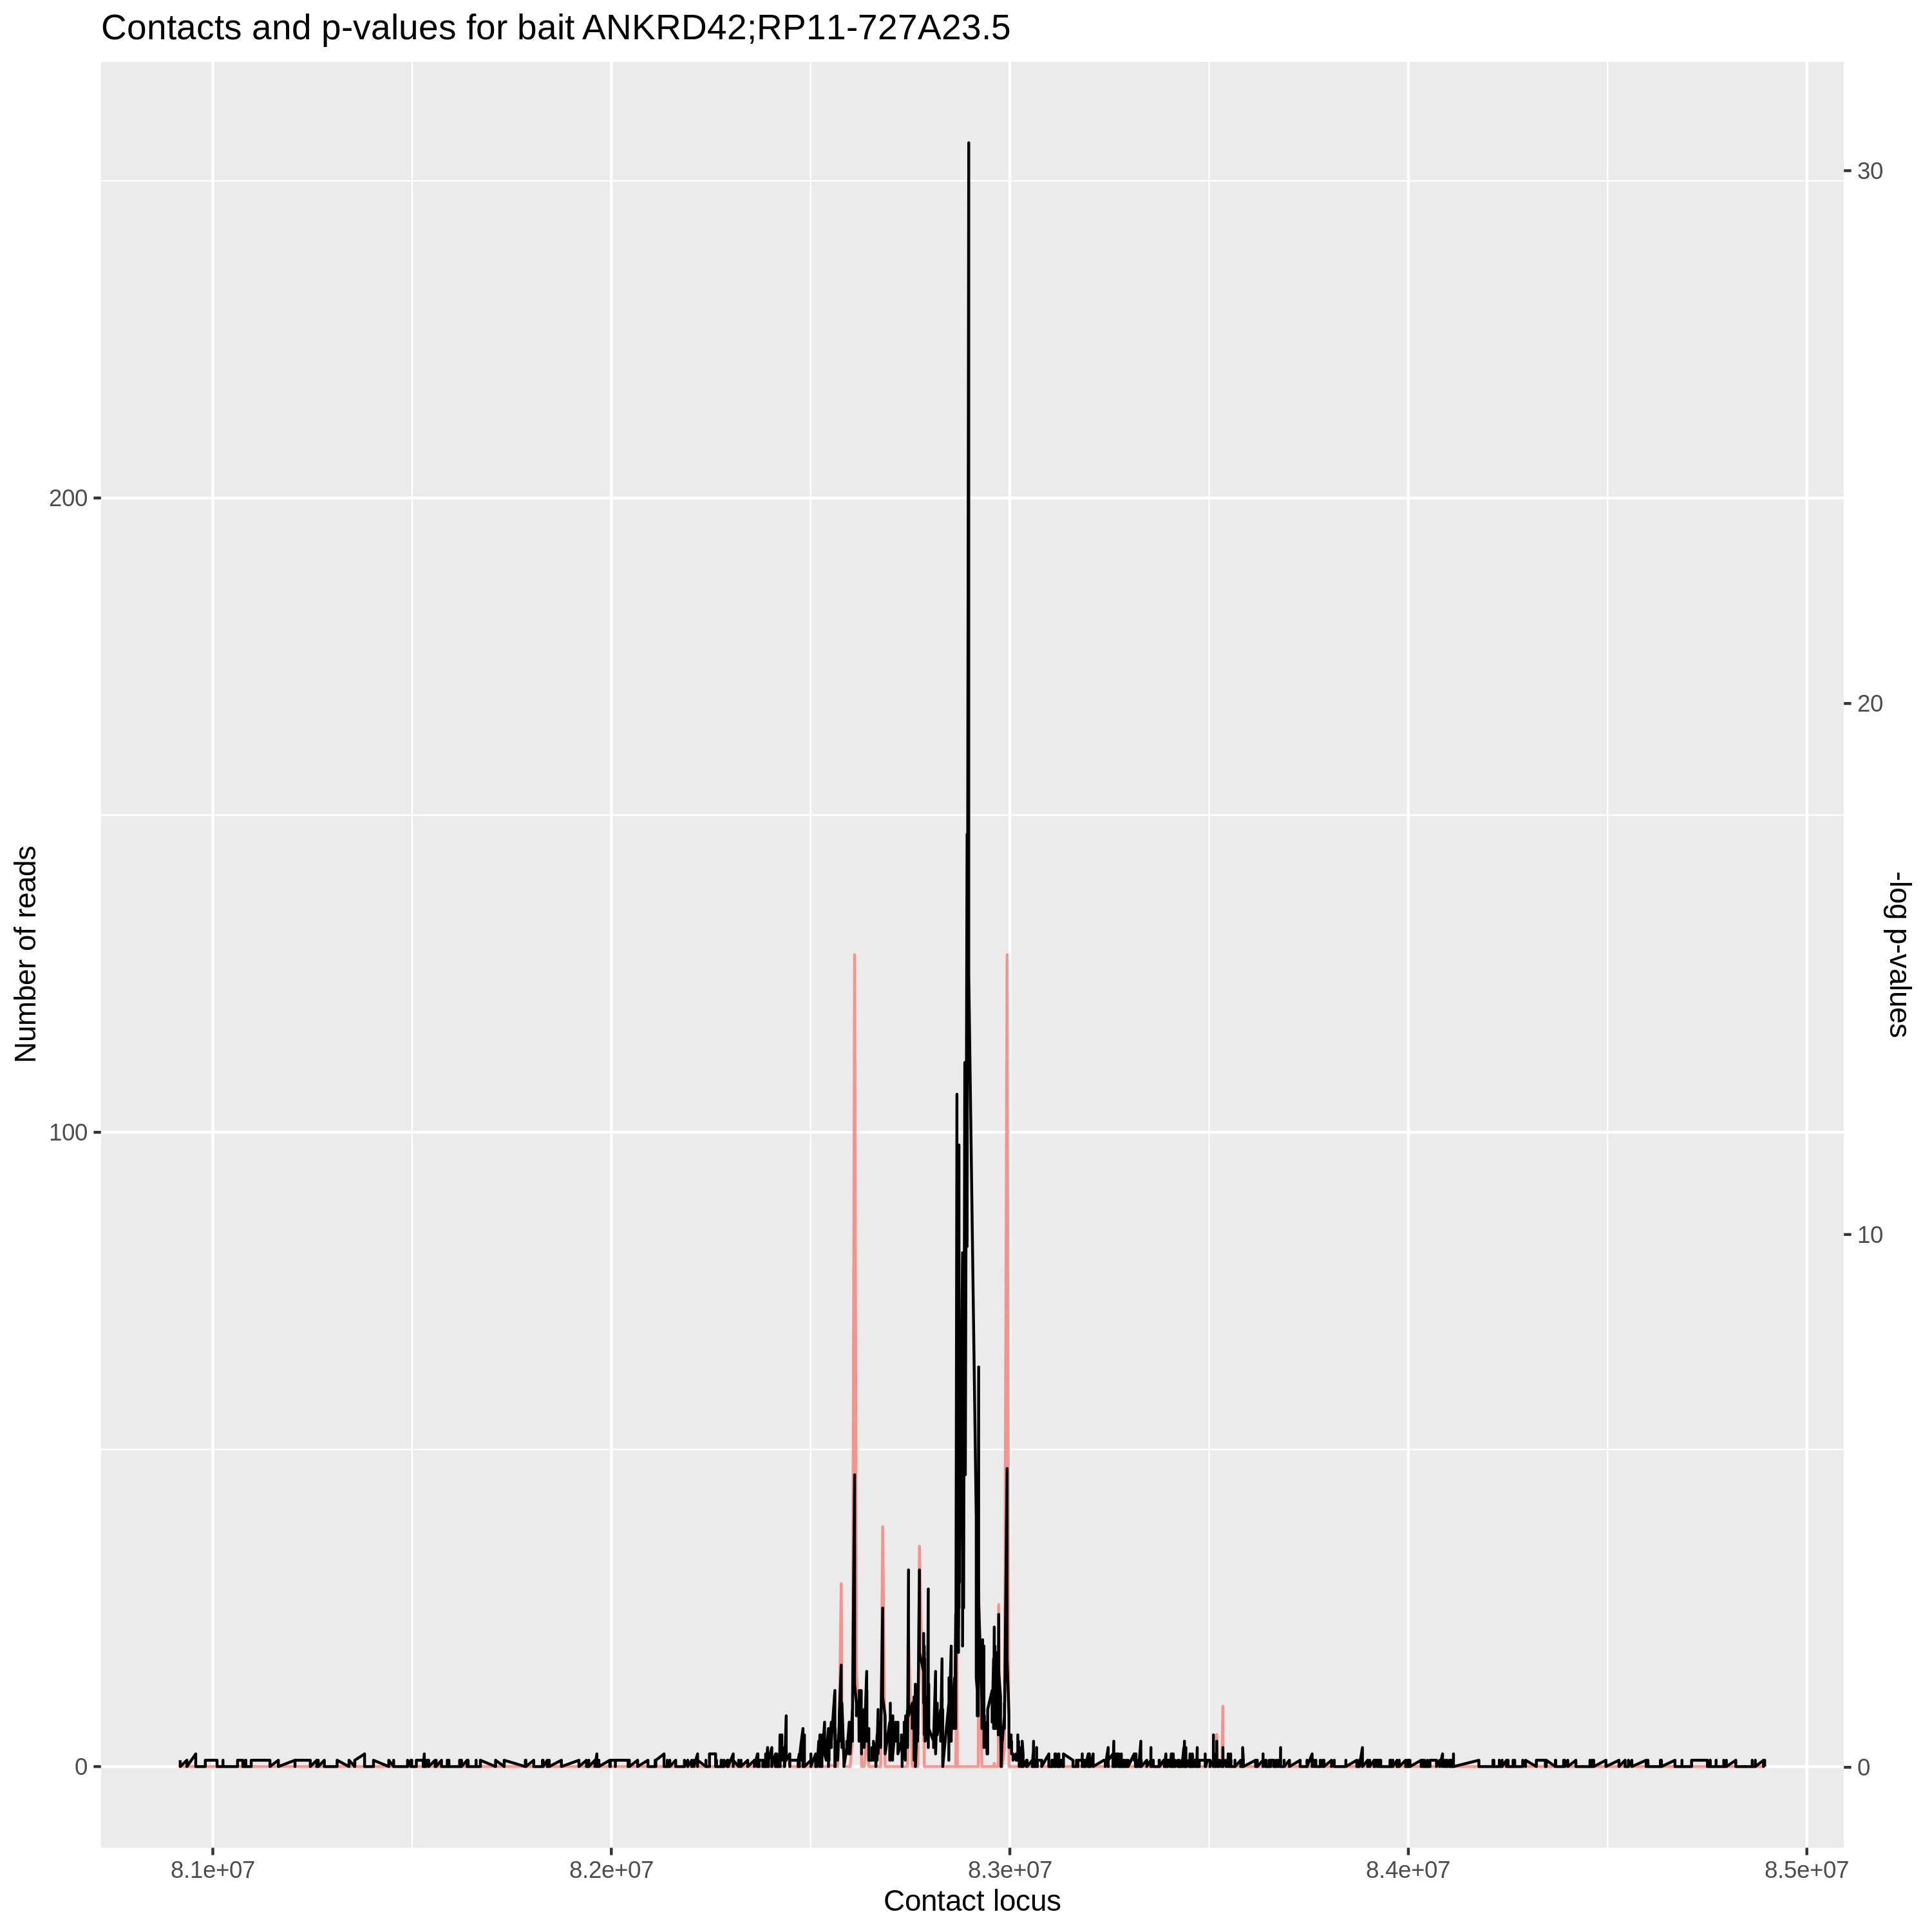 Contacts and p-values for bait ANKRD42;RP11-727A23.5
Number of reads
200
100
0
30
20
10
0
-log p-values
8.1e+07
8.2e+07
8.3e+07
8.4e+07
8.5e+07
Contact locus